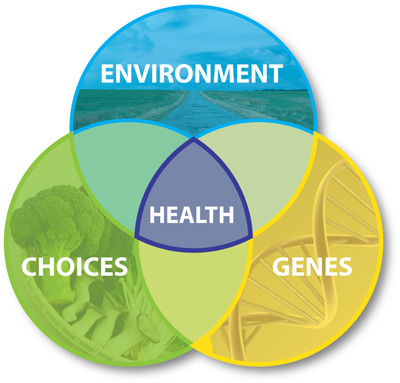 ENVIRONMENT
HEALTH
CHOICES
GENES